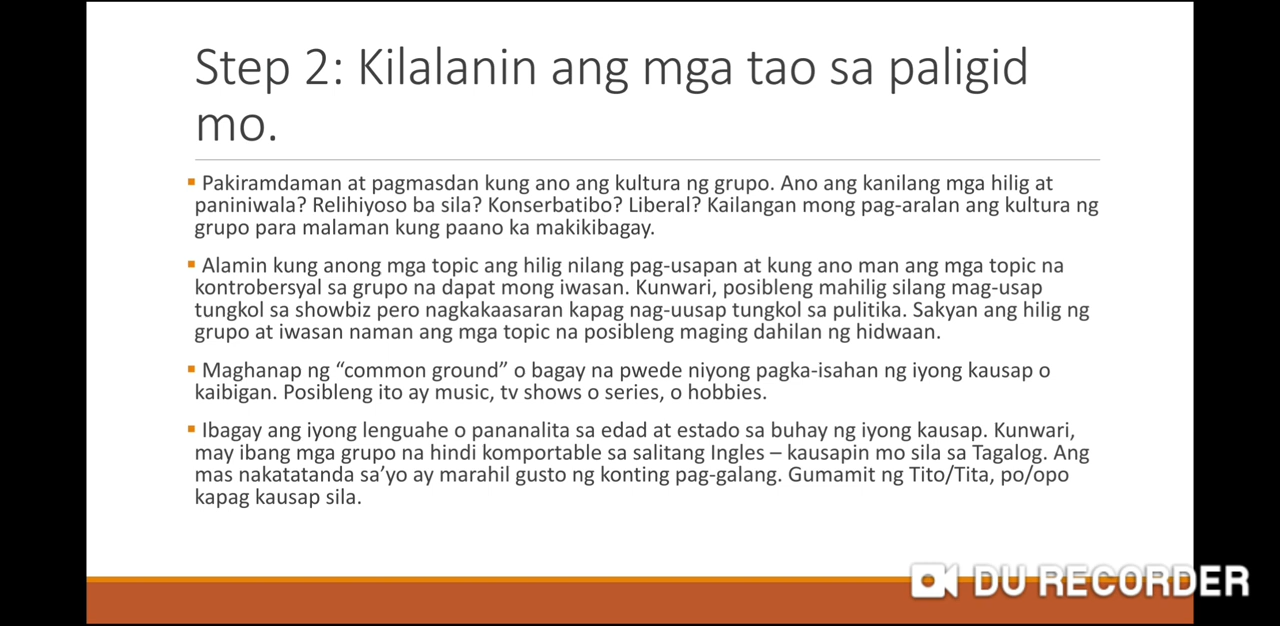 Step 2: Kilalanin ang mga tao sa paligid
mo.
▪ Pakiramdaman at pagmasdan kung ano ang kultura ng grupo. Ano ang kanilang mga hilig at
paniniwala? Relihiyoso ba sila? Konserbatibo? Liberal? Kailangan mong pag-aralan ang kultura ng
grupo para malaman kung paano ka makikibagay.
▪ Alamin kung anong mga topic ang hilig nilang pag-usapan at kung ano man ang mga topic na
kontrobersyal sa grupo na dapat mong iwasan. Kunwari, posibleng mahilig silang mag-usap
tungkol sa showbiz pero nagkakaasaran kapag nag-uusap tungkol sa pulitika. Sakyan ang hilig ng
grupo at iwasan naman ang mga topic na posibleng maging dahilan ng hidwaan.
▪ Maghanap ng “common ground” o bagay na pwede niyong pagka-isahan ng iyong kausap o
kaibigan. Posibleng ito ay music, tv shows o series, o hobbies.
▪ Ibagay ang iyong lenguahe o pananalita sa edad at estado sa buhay ng iyong kausap. Kunwari,
may ibang mga grupo na hindi komportable sa salitang Ingles – kausapin mo sila sa Tagalog. Ang
mas nakatatanda sa’yo ay marahil gusto ng konting pag-galang. Gumamit ng Tito/Tita, po/opo
kapag kausap sila.
DU RECORDER